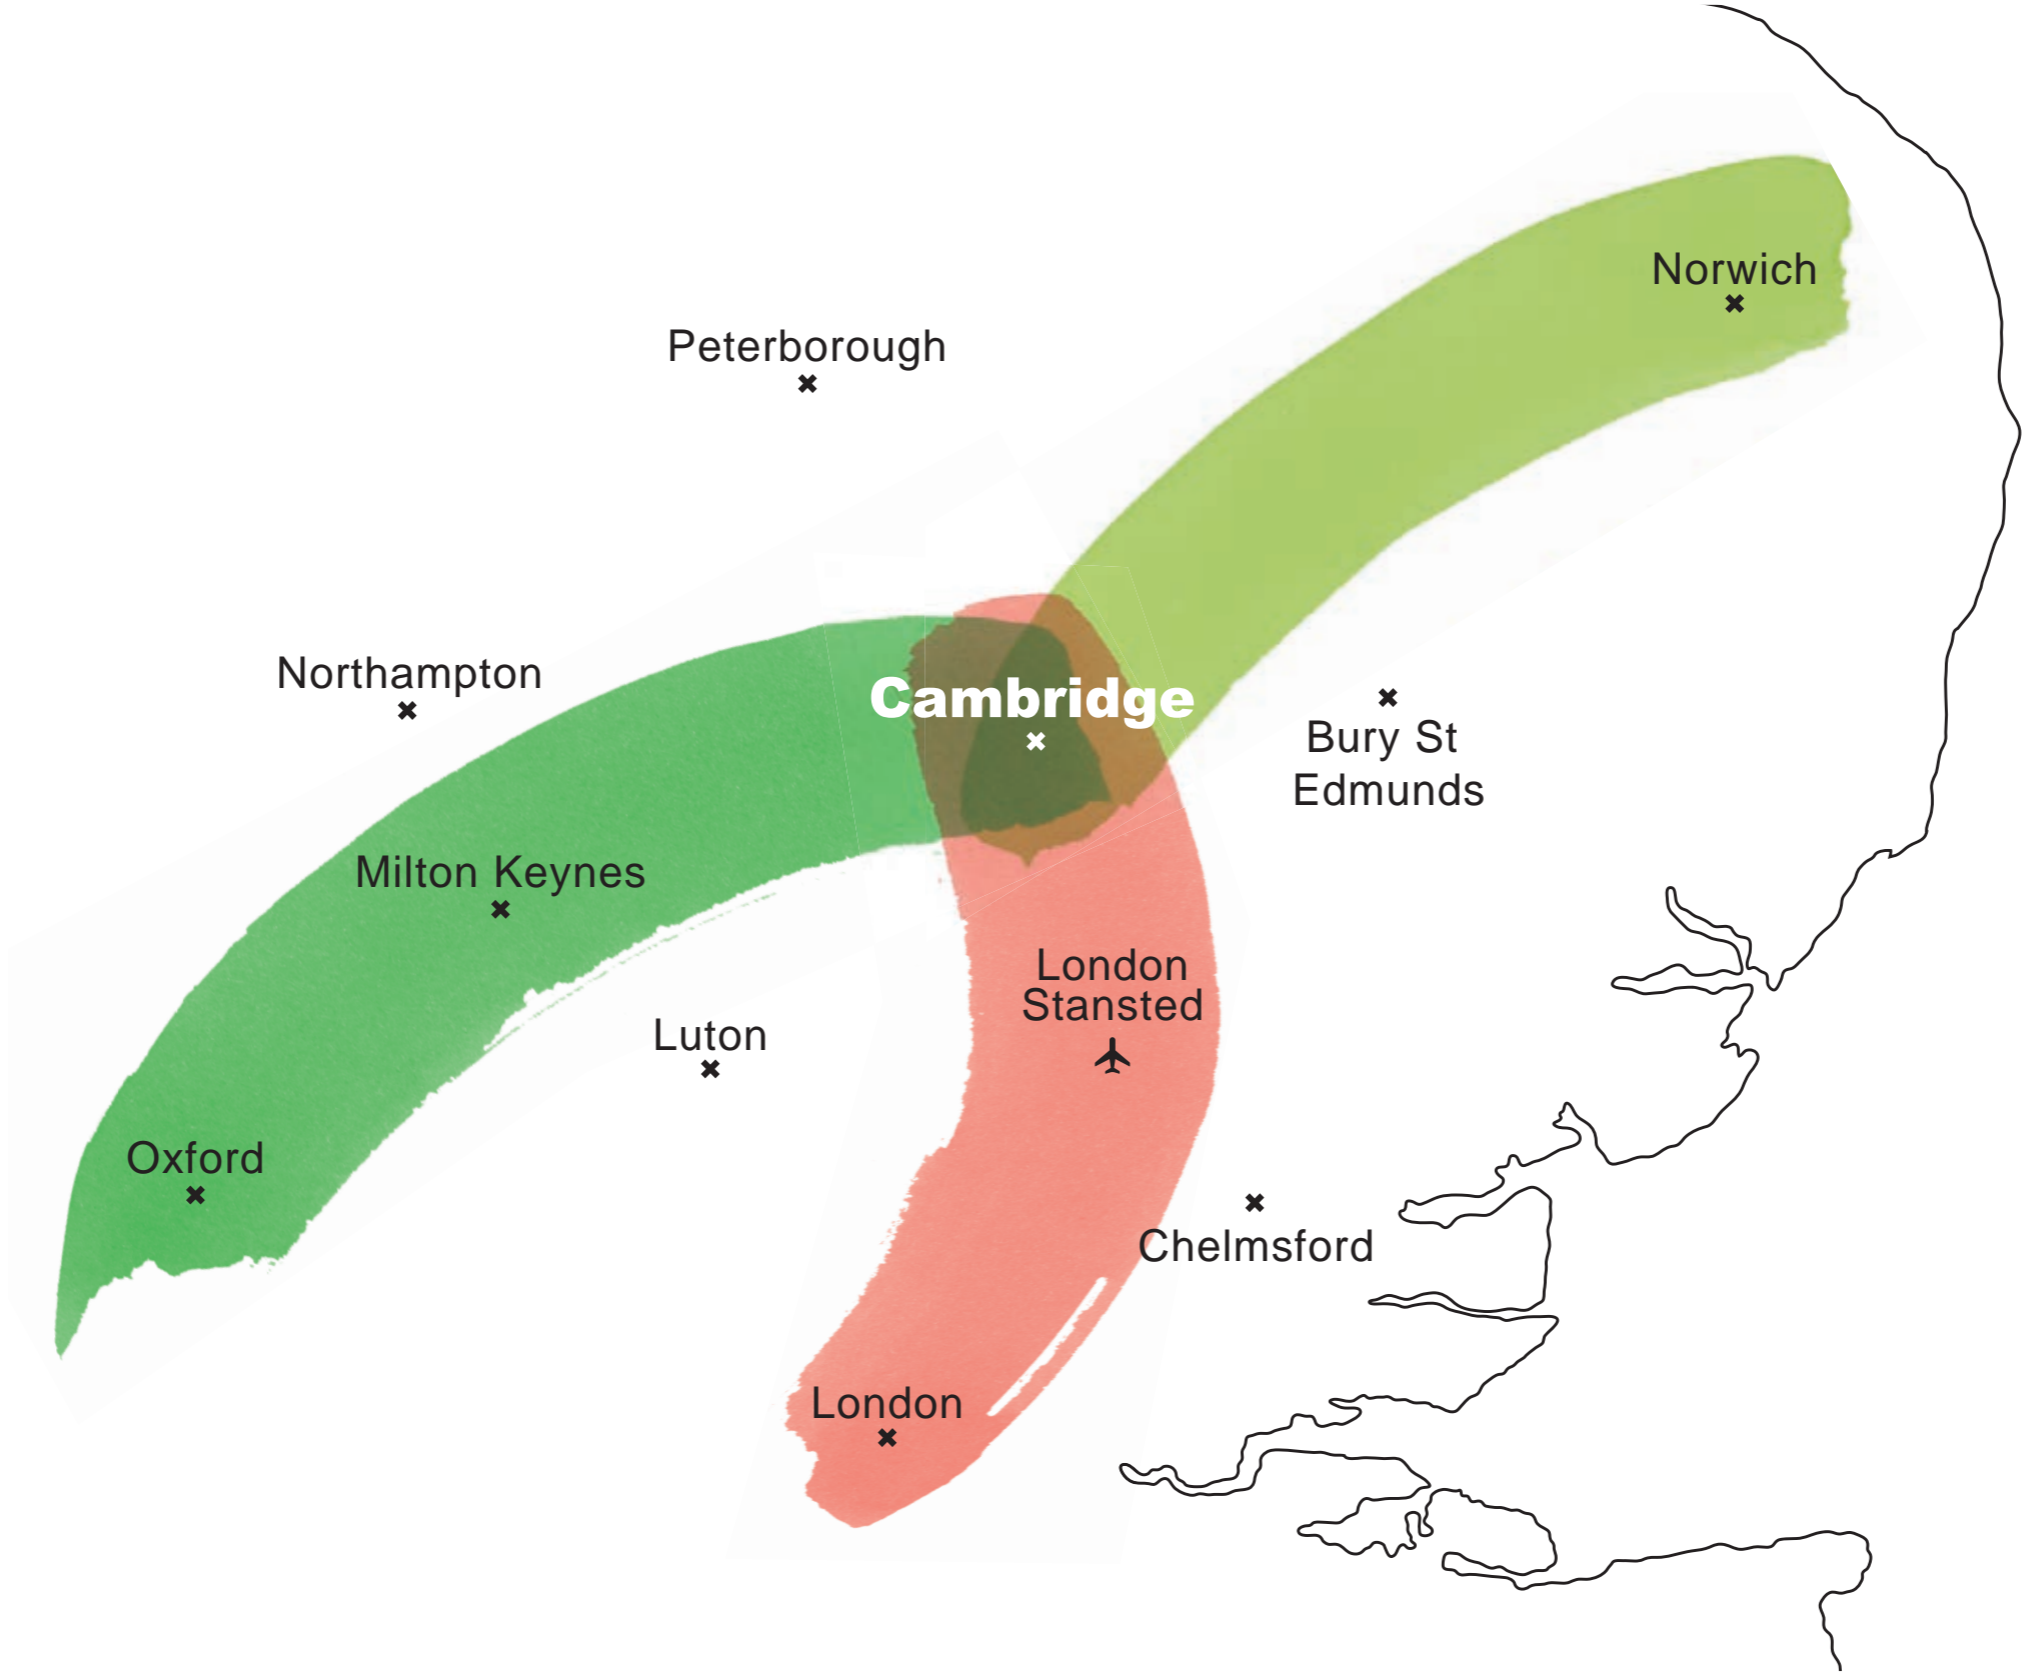 Norwich
Peterborough
Northampton
Cambridge
Bury St
Edmunds
Milton Keynes
London
Stansted
Luton
Oxford
Chelmsford
London